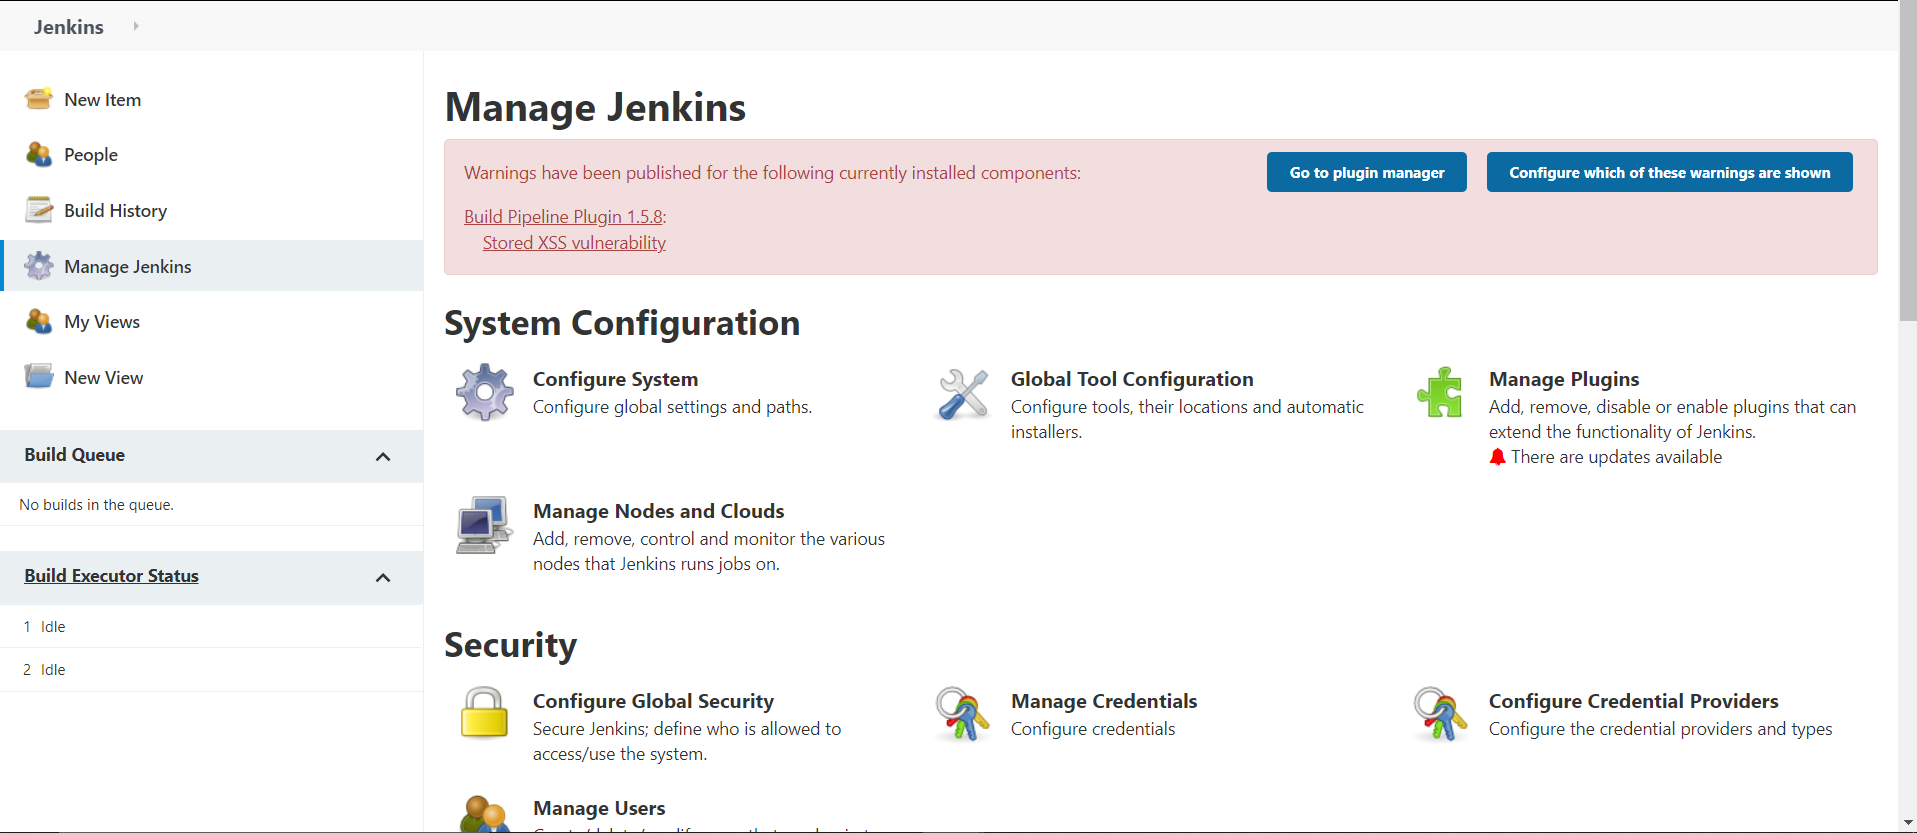 Jenkins
New Item
People
Build History
Manage Jenkins
My Views
New View
Build Queue
No builds in the queue.
Build Executor Status
1 Idle
2 Idle
Manage Jenkins
Warnings have been published for the following currently installed components:
Go to plugin manager
Configure which of these warnings are shown
Build Pipeline Plugin 1.5.8:
Stored XSS vulnerability
System Configuration
Configure System
Configure global settings and paths.
Global Tool Configuration
Configure tools, their locations and automatic
installers.
Manage Plugins
Add, remove, disable or enable plugins that can
extend the functionality of Jenkins.
There are updates available
Manage Nodes and Clouds
Add, remove, control and monitor the various
nodes that Jenkins runs jobs on.
Security
Configure Global Security
Secure Jenkins; define who is allowed to
access/use the system.
Manage Credentials
Configure credentials
Configure Credential Providers
Configure the credential providers and types
Manage Users